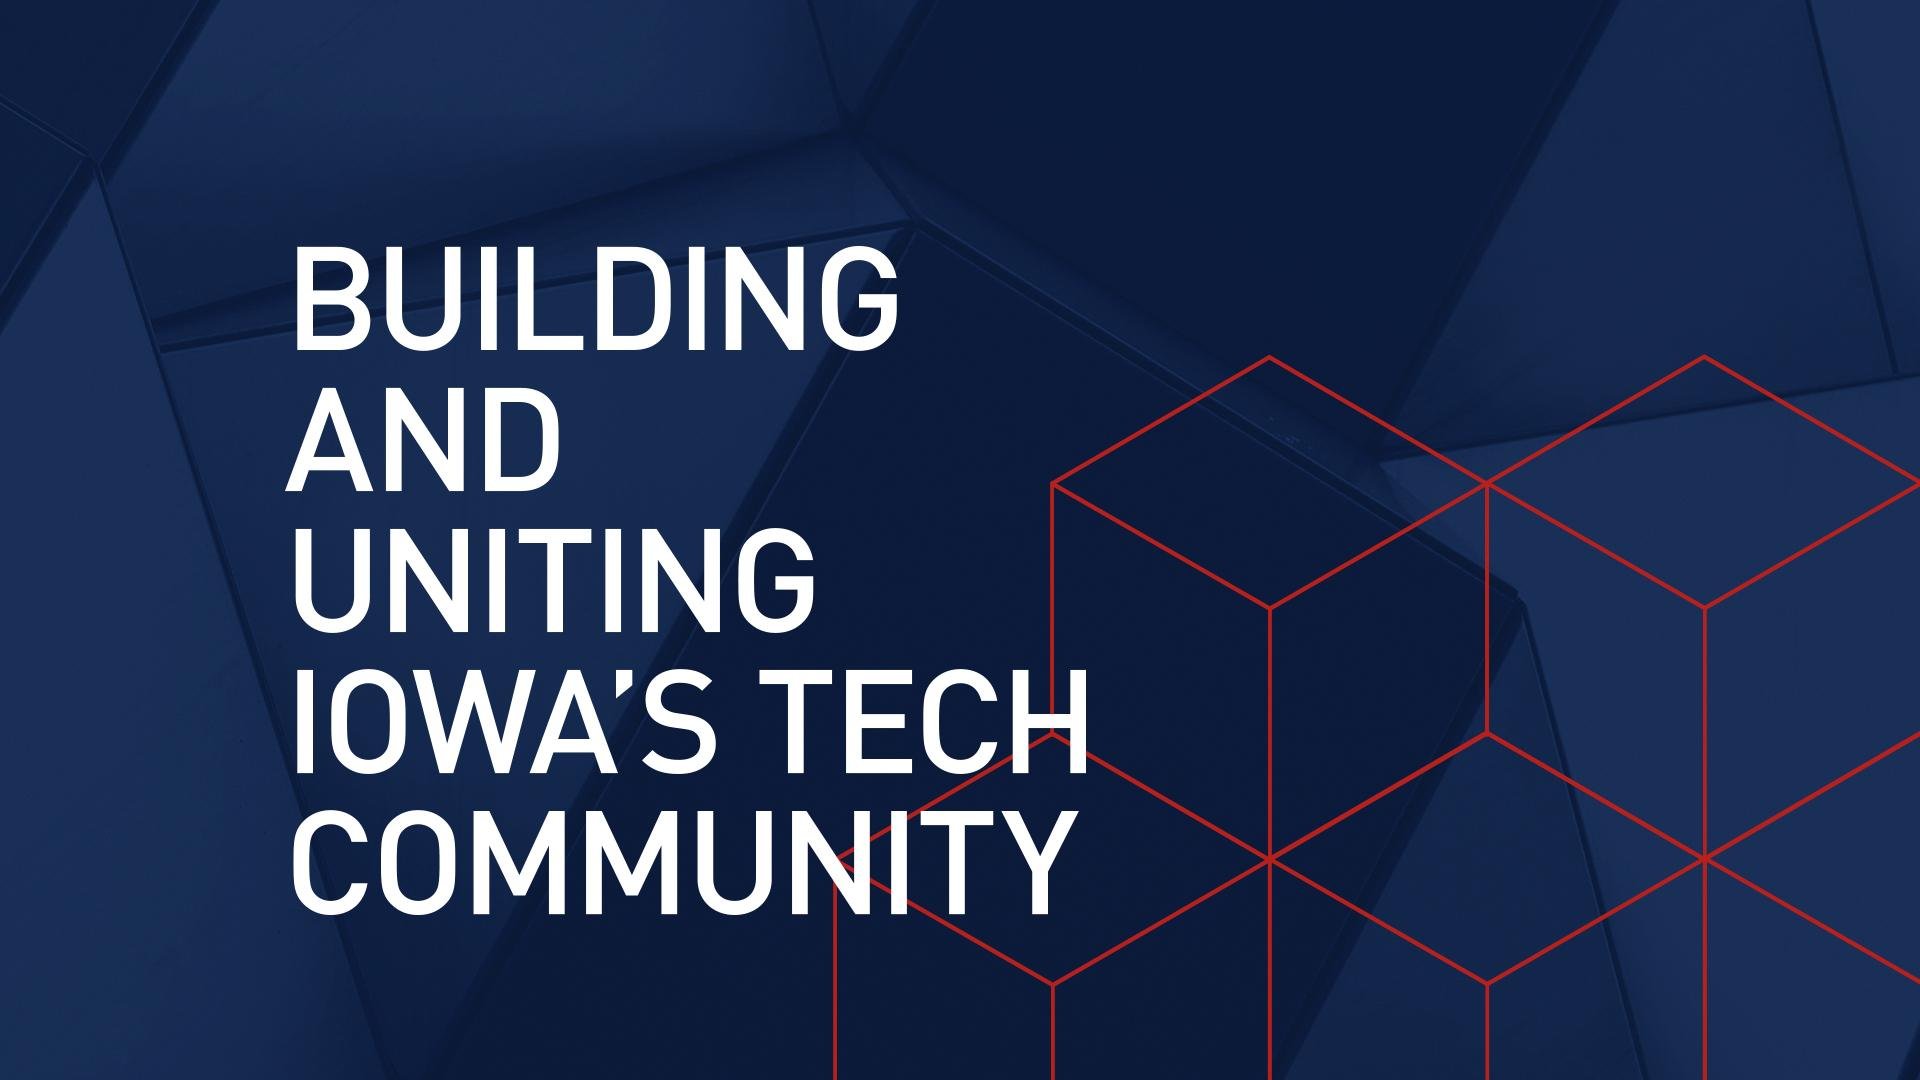 BUILDING
AND
UNITING
IOWA'S TECH
COMMUNITY